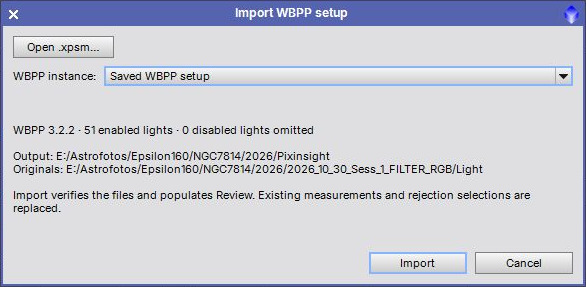 Import WBPP setup
Open .xpsm...
WBPP instance: Saved WBPP setup
WBPP 3.2.2 · 51 enabled lights · 0 disabled lights omitted
Output: E:/Astrofotos/Epsilon160/NGC7814/2026/Pixinsight
Originals: E:/Astrofotos/Epsilon160/NGC7814/2026/2026_10_30_Sess_1_FILTER_RGB/Light
Import verifies the files and populates Review. Existing measurements and rejection selections are
replaced.
Import Cancel